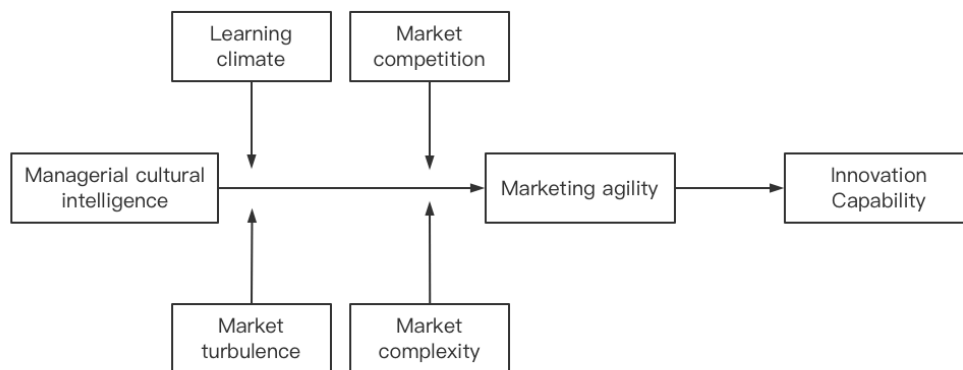 Learning
climate
Market
competition
Managerial cultural
intelligence
Marketing agility
Innovation
Capability
Market
turbulence
Market
complexity